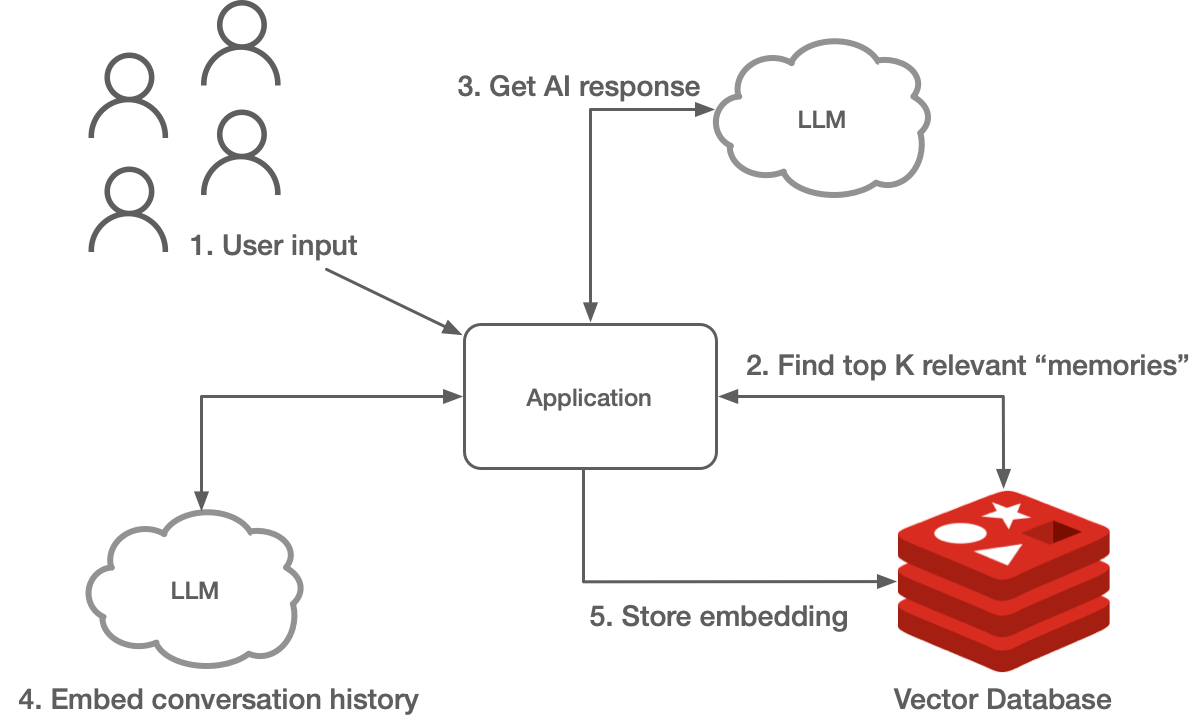 3. Get AI response
LLM
1. User input
2. Find top K relevant “memories”
Application
LLM
5. Store embedding
4. Embed conversation history
Vector Database